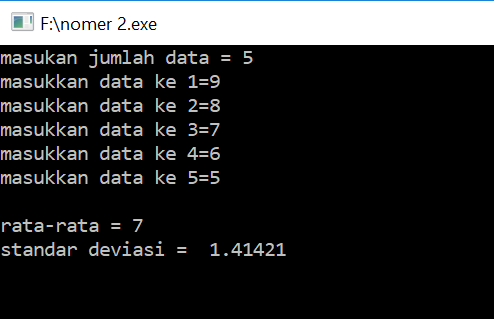 F:\nomer 2.exe
masukan jumlah data = 5
masukkan data ke 1=9
masukkan data ke 2=8
masukkan data ke 3=7
masukkan data ke 4=6
masukkan data ke 5=5
rata-rata = 7
standar deviasi =  1.41421